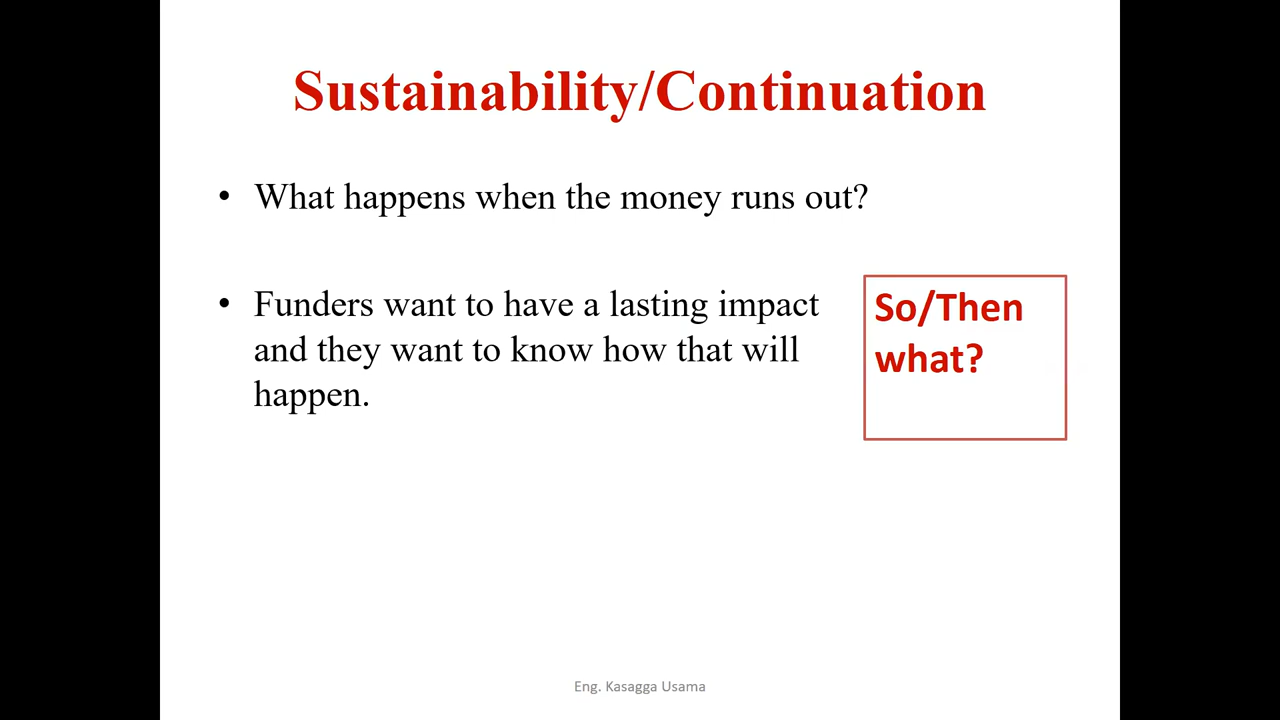 Sustainability/Continuation
• What happens when the money runs out?
• Funders want to have a lasting impact
and they want to know how that will
happen.
So/Then
what?
Eng. Kasagga Usama